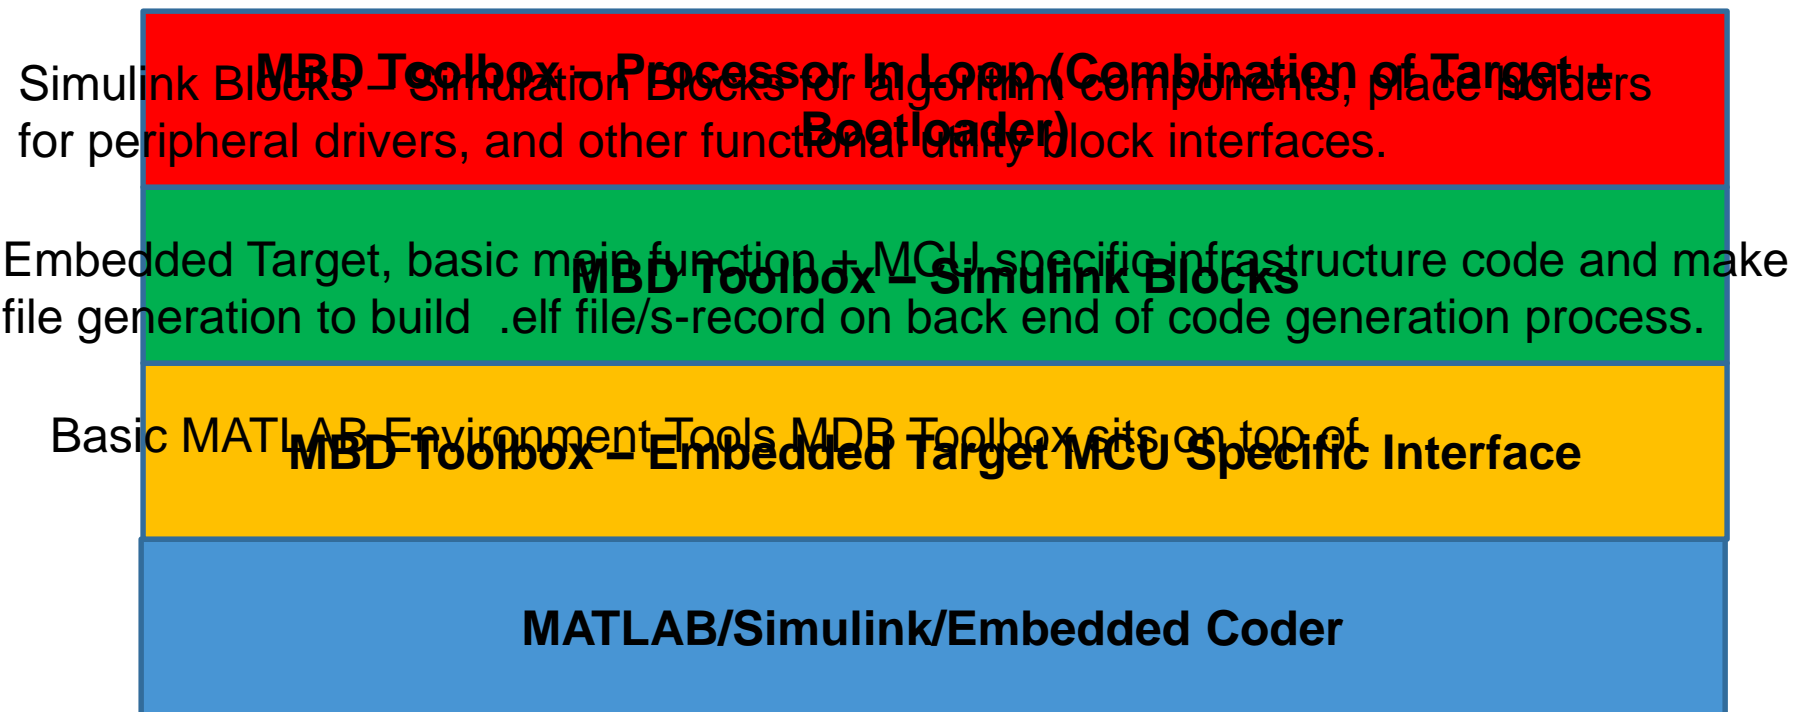 MBD Toolbox – Processor In Loop (Combination of Target +
Bootloader)
Simulink Blocks – Simulation Blocks for algorithm components, place holders
for peripheral drivers, and other functional utility block interfaces.
MBD Toolbox – Simulink Blocks
Embedded Target, basic main function + MCU specific infrastructure code and make
file generation to build .elf file/s-record on back end of code generation process.
MBD Toolbox – Embedded Target MCU Specific Interface
Basic MATLAB Environment Tools MDB Toolbox sits on top of.
MATLAB/Simulink/Embedded Coder